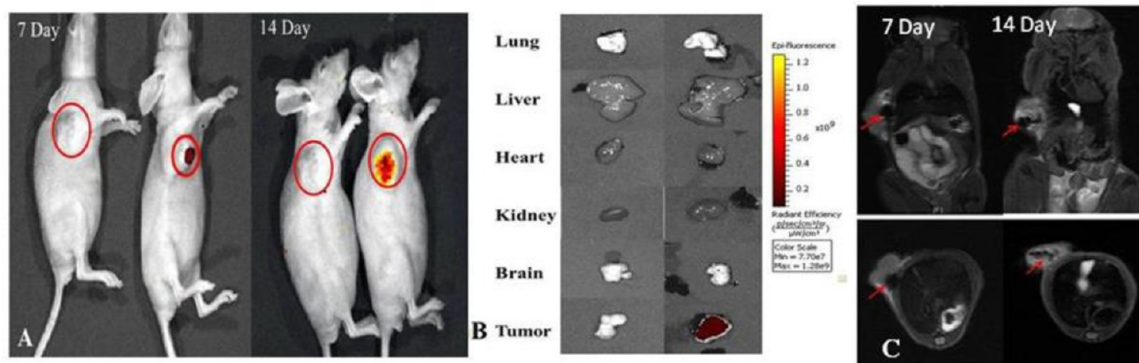 7 Day
14 Day
A
Lung
Liver
Heart
Kidney
Brain
Tumor
B
Epi-fluorescence
1.2
1.0
0.8
x10⁹
0.6
0.4
0.2
Radiant Efficiency
Color Scale
Min = 7.70e7
Max = 1.28e9
7 Day
14 Day
C